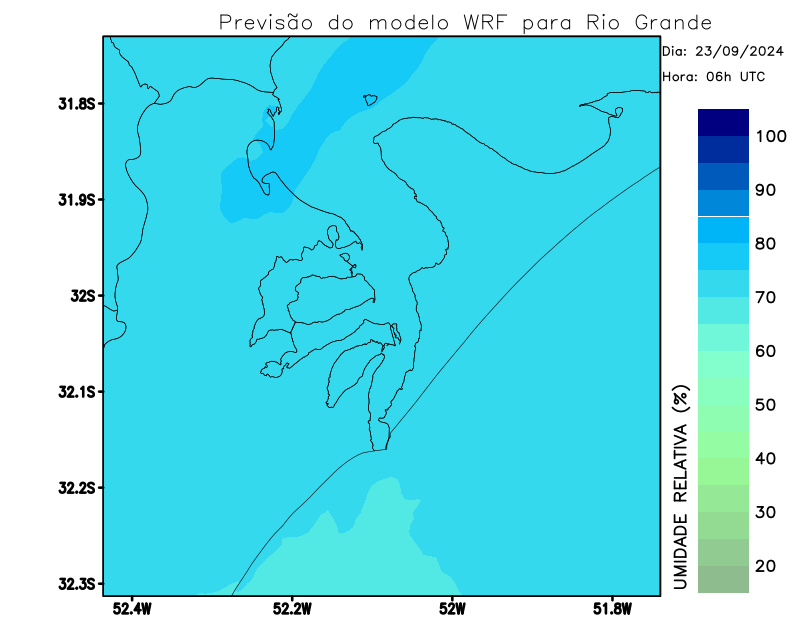 Previsão do modelo WRF para Rio Grande
Dia: 23/09/2024
Hora: 06h UTC
31.8S
31.9S
32S
32.1S
32.2S
32.3S
52.4W
52.2W
52W
51.8W
100
90
80
70
60
50
40
30
20
UMIDADE RELATIVA (%)